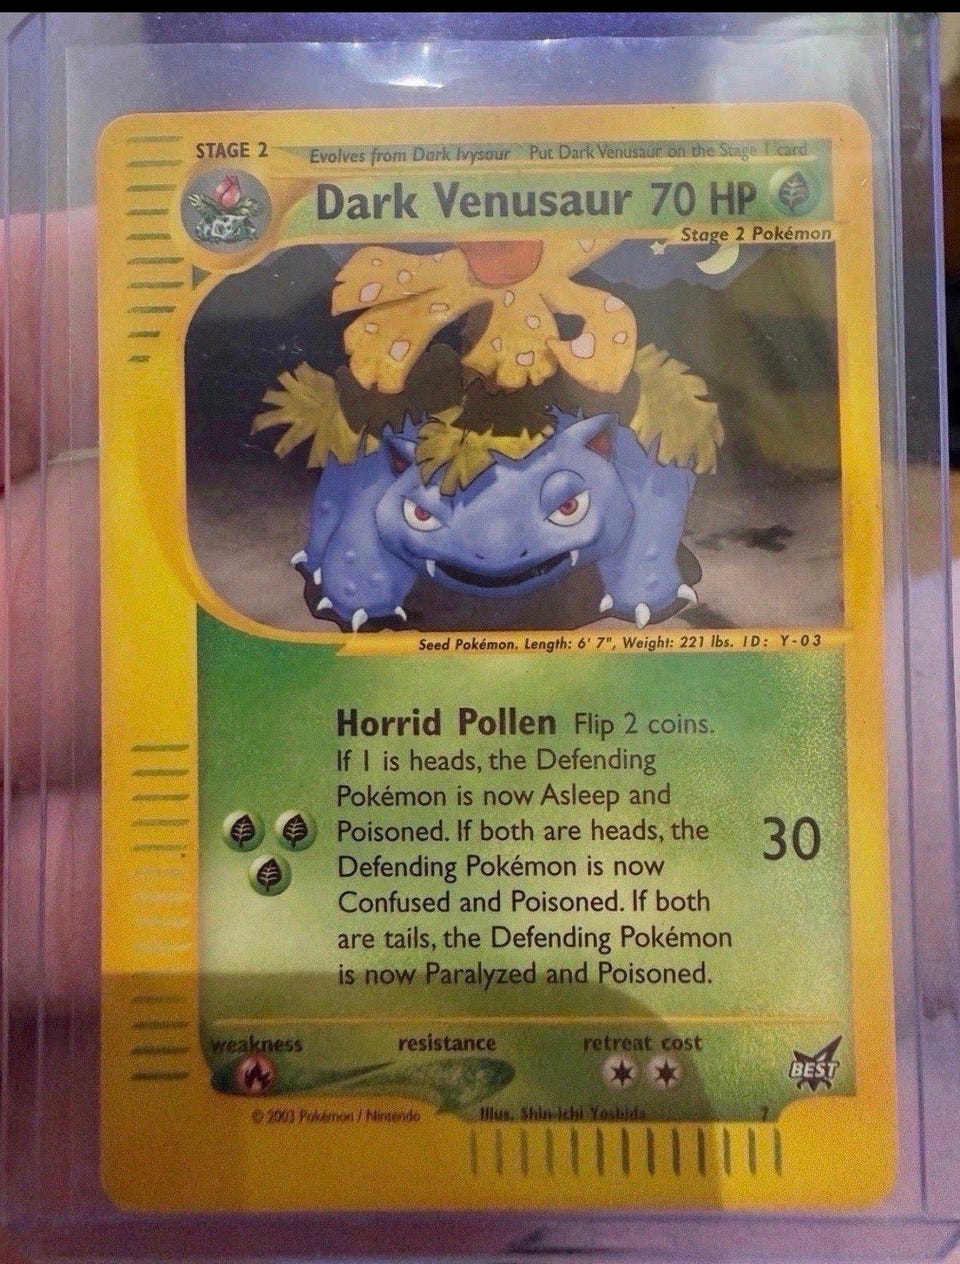 STAGE 2
Evolves from Dark Ivysaur Put Dark Venusaur on the Stage 1 card
Dark Venusaur 70 HP
Stage 2 Pokémon
Seed Pokémon. Length: 6' 7", Weight: 221 lbs. ID: Y-03
Horrid Pollen Flip 2 coins.
If 1 is heads, the Defending
Pokémon is now Asleep and
Poisoned. If both are heads, the
Defending Pokémon is now
Confused and Poisoned. If both
are tails, the Defending Pokémon
is now Paralyzed and Poisoned.
30
weakness resistance retreat cost
BEST
© 2003 Pokémon / Nintendo Illus. Shin-ichi Yoshida 7